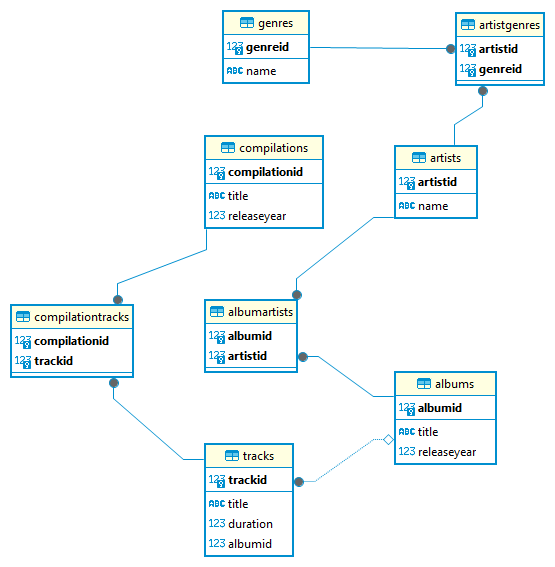 genres
123 genreid
ABC name
artistgenres
123 artistid
123 genreid
compilations
123 compilationid
ABC title
123 releaseyear
artists
123 artistid
ABC name
compilationtracks
123 compilationid
123 trackid
albumartists
123 albumid
123 artistid
albums
123 albumid
ABC title
123 releaseyear
tracks
123 trackid
ABC title
123 duration
123 albumid